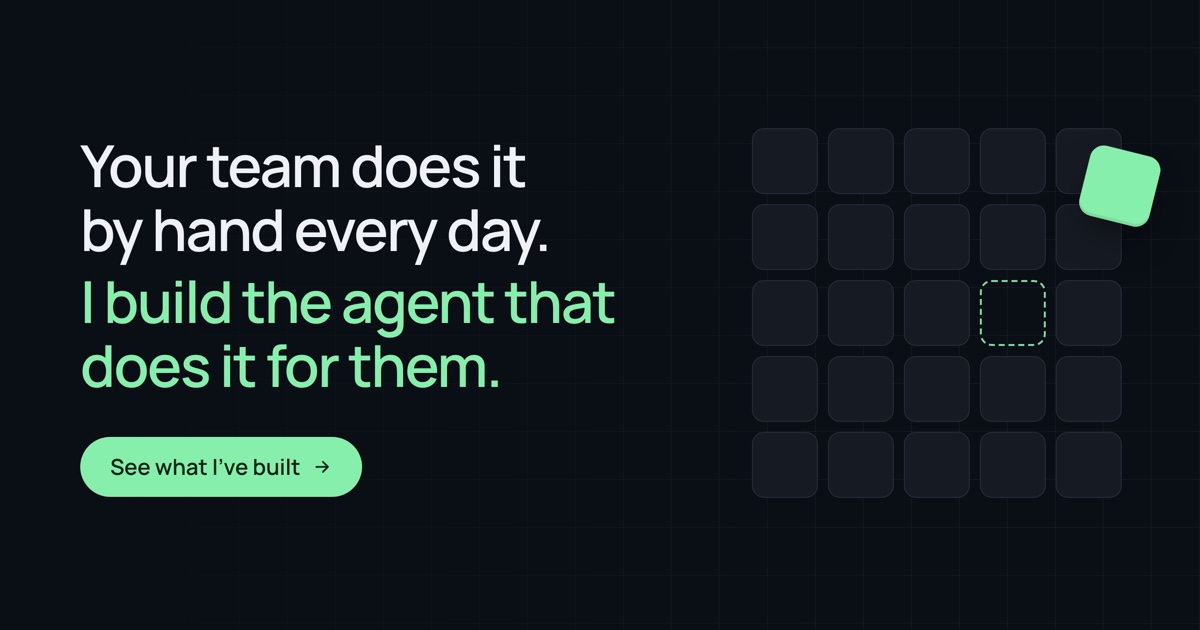 Your team does it
by hand every day.
I build the agent that
does it for them.
See what I’ve built →